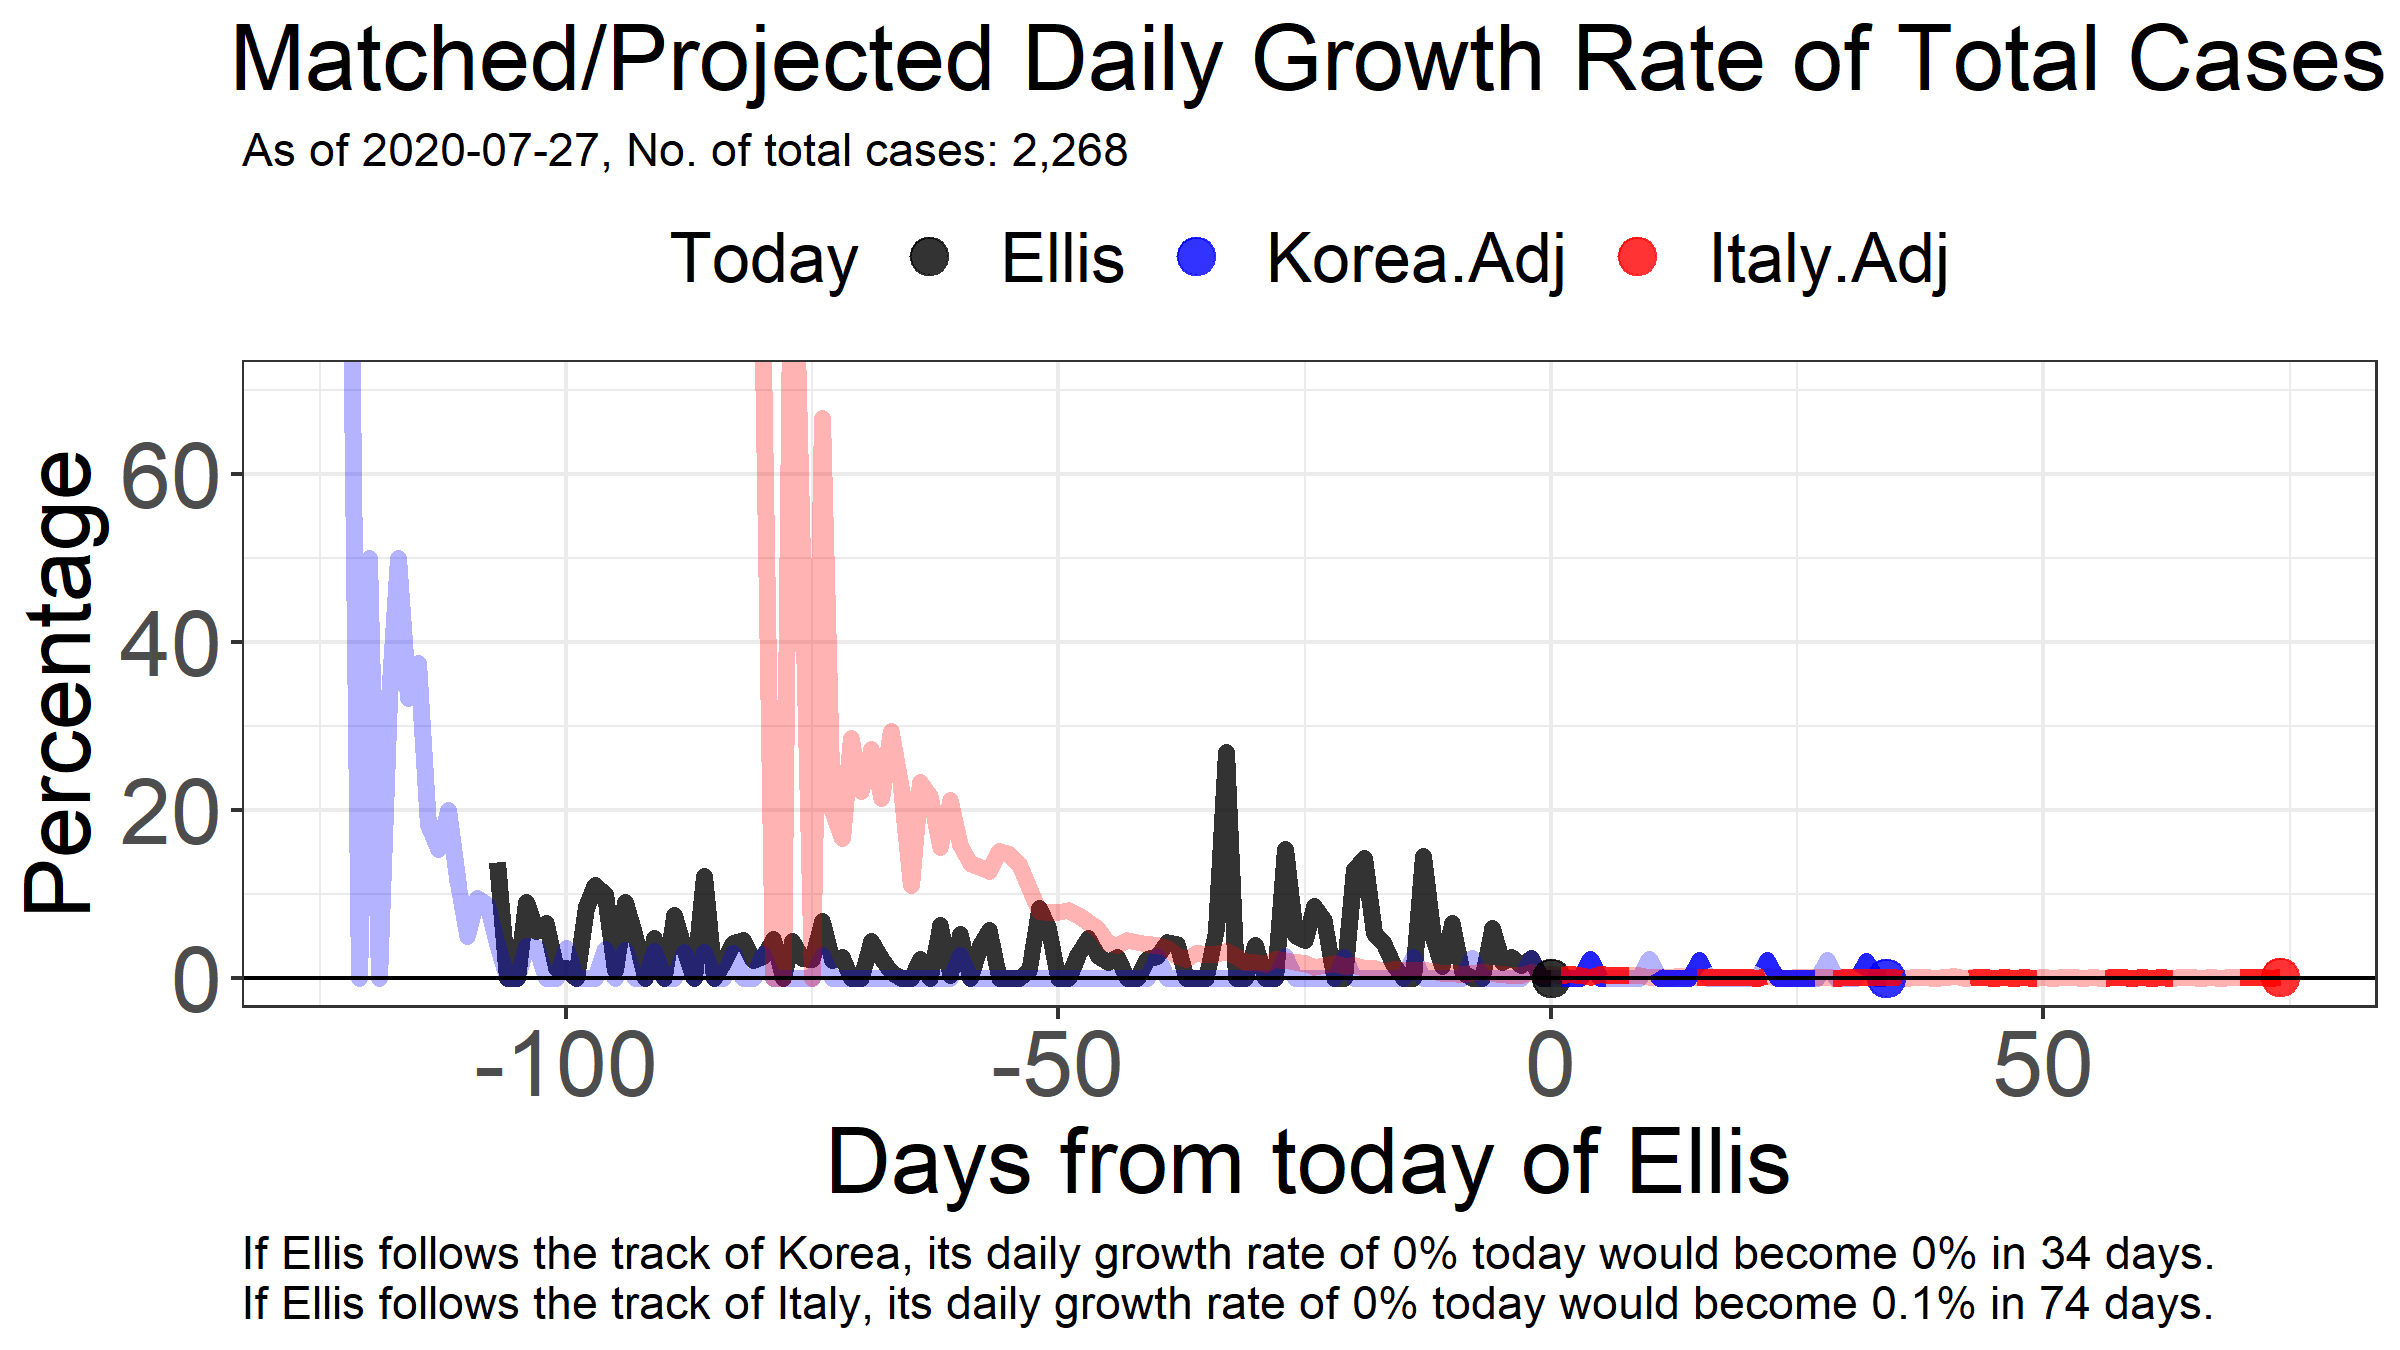 Matched/Projected Daily Growth Rate of Total Cases
As of 2020-07-27, No. of total cases: 2,268
Today Ellis Korea.Adj Italy.Adj
Percentage
60
40
20
0
-100 -50 0 50
Days from today of Ellis
If Ellis follows the track of Korea, its daily growth rate of 0% today would become 0% in 34 days.
If Ellis follows the track of Italy, its daily growth rate of 0% today would become 0.1% in 74 days.